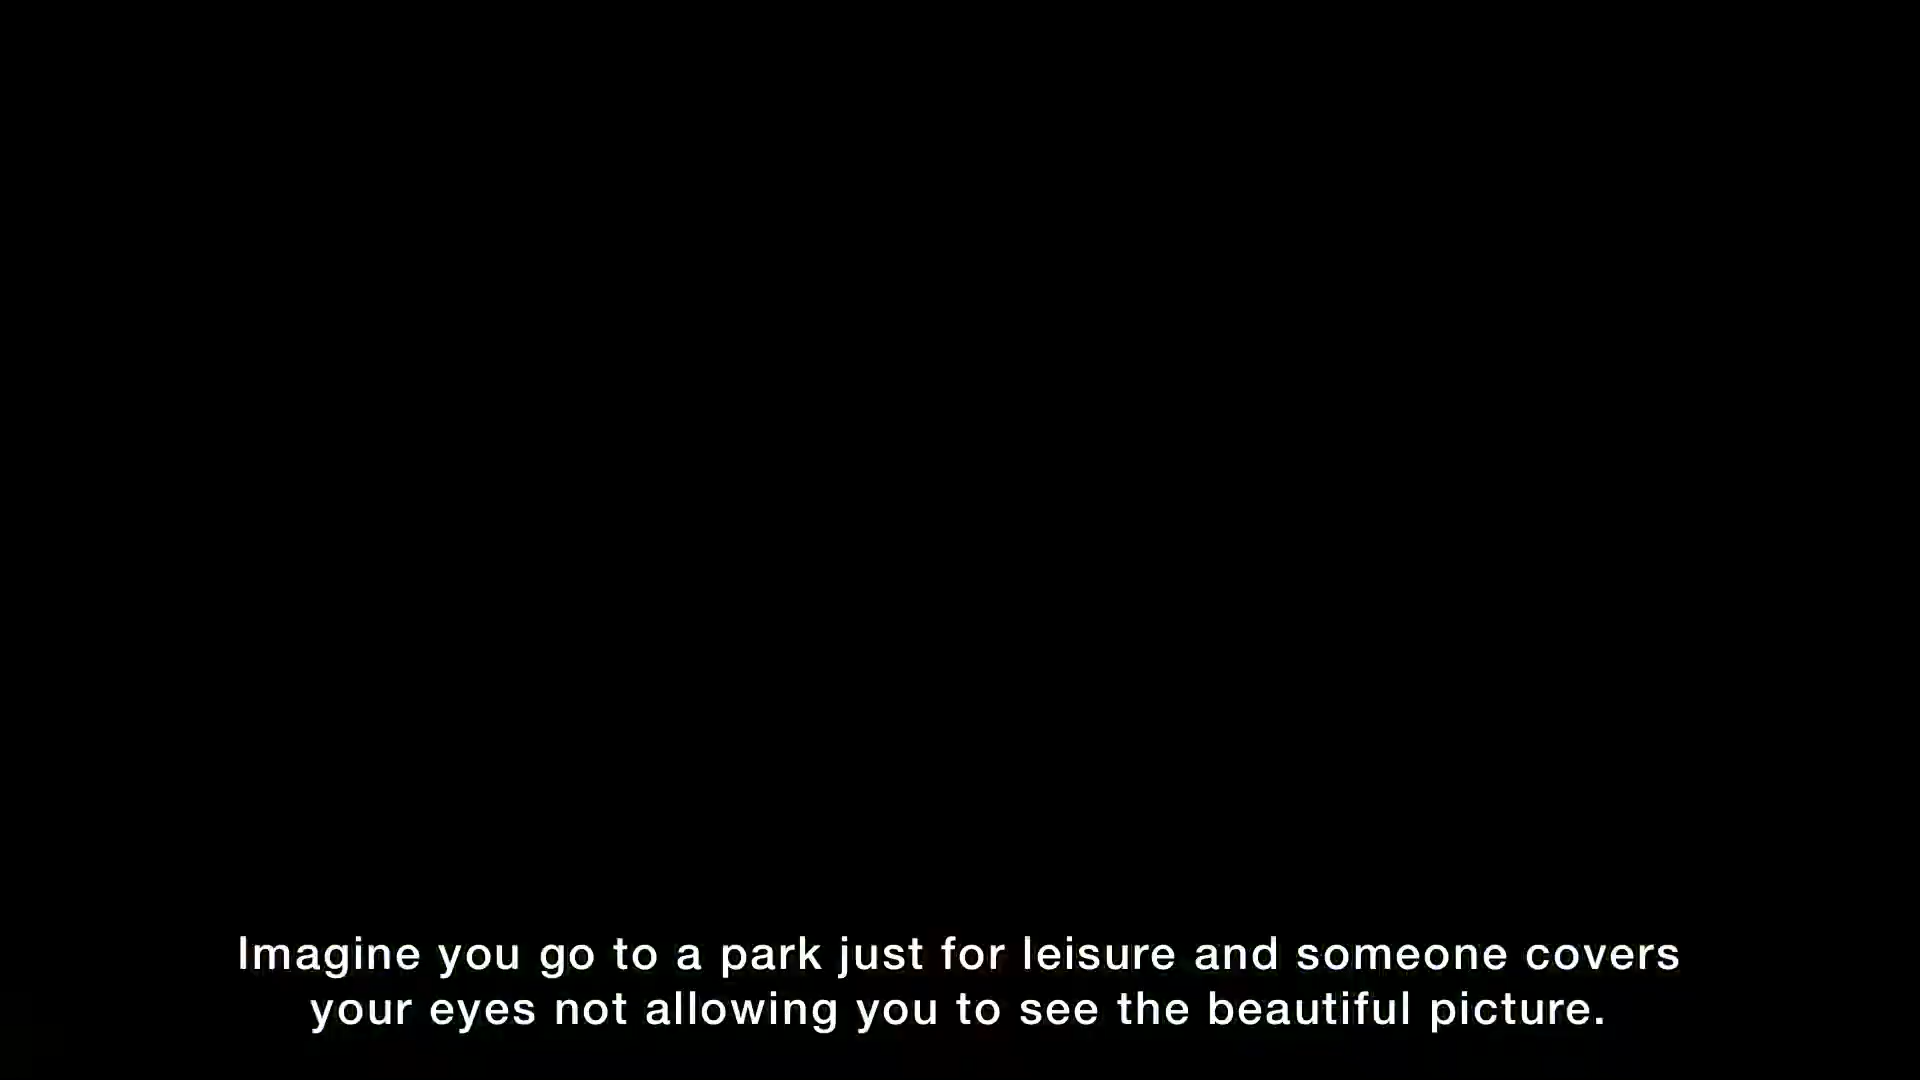 Imagine you go to a park just for leisure and someone covers
your eyes not allowing you to see the beautiful picture.